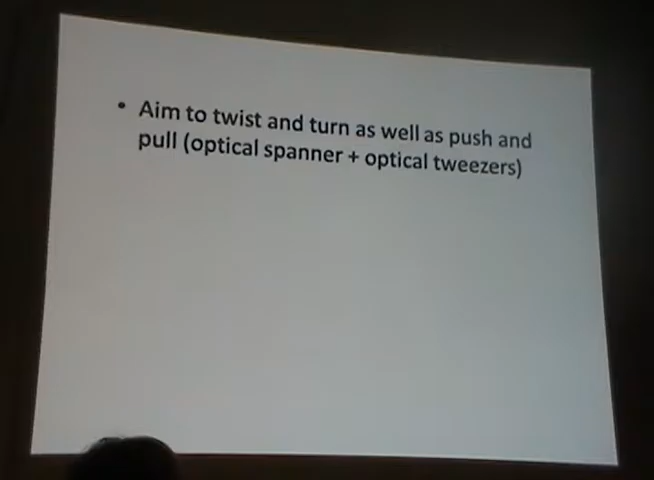 • Aim to twist and turn as well as push and
pull (optical spanner + optical tweezers)